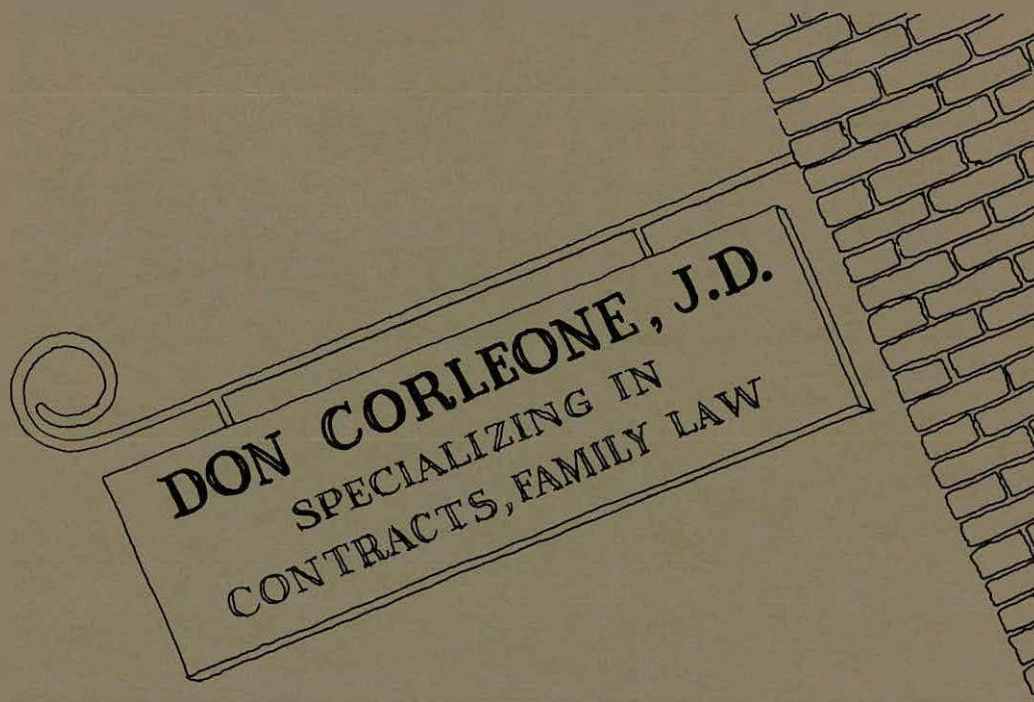 DON CORLEONE, J.D.
SPECIALIZING IN
CONTRACTS, FAMILY LAW